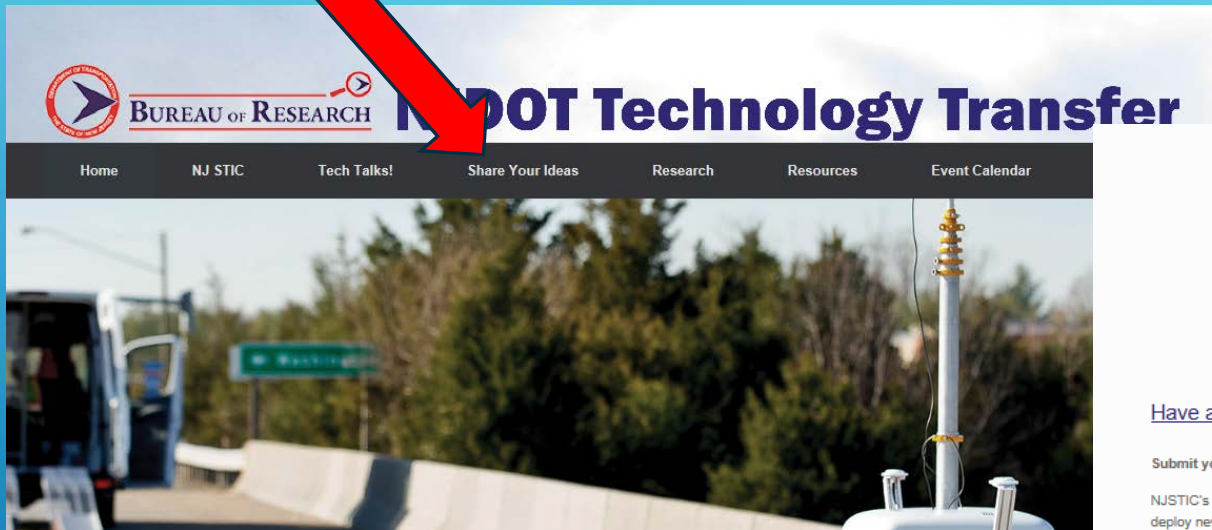 BUREAU OF RESEARCH
DOT Technology Transfer
Home NJ STIC Tech Talks! Share Your Ideas Research Resources Event Calendar
Have a
Submit yo
NJSTIC's
deploy ne